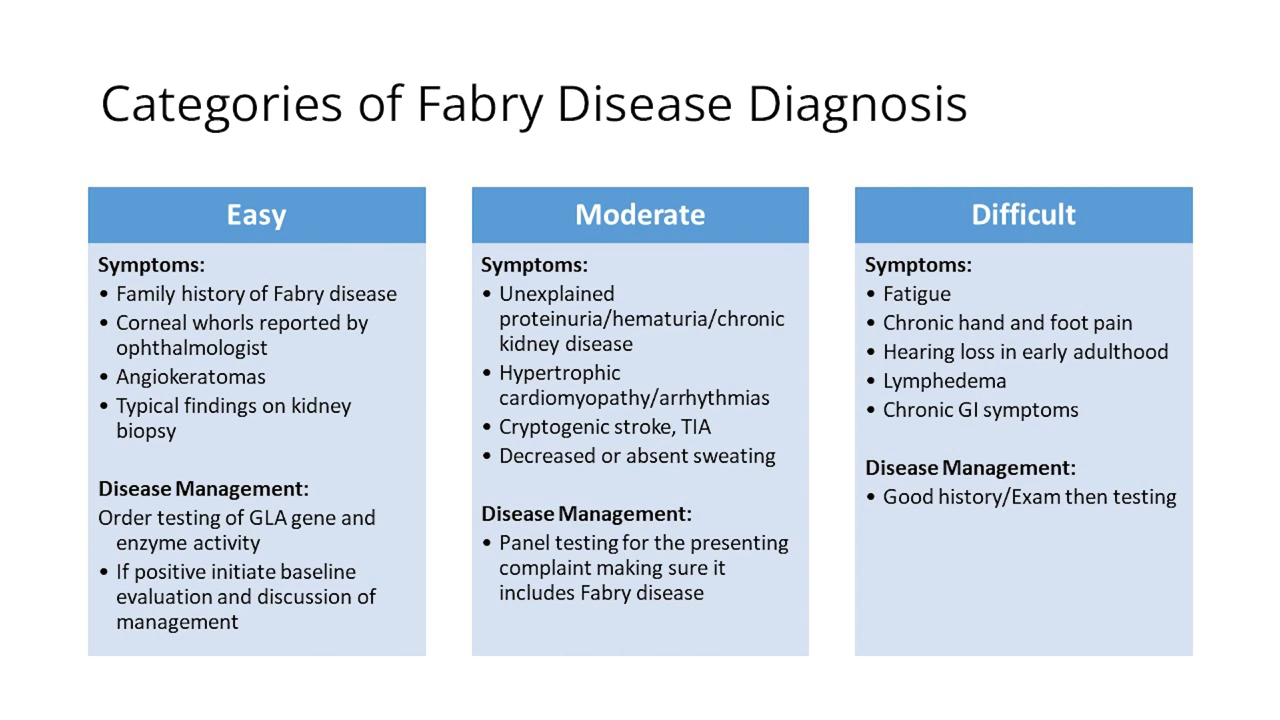 Categories of Fabry Disease Diagnosis
Easy
Symptoms:
• Family history of Fabry disease
• Corneal whorls reported by
ophthalmologist
• Angiokeratomas
• Typical findings on kidney
biopsy
Disease Management:
Order testing of GLA gene and
enzyme activity
• If positive initiate baseline
evaluation and discussion of
management
Moderate
Symptoms:
• Unexplained
proteinuria/hematuria/chronic
kidney disease
• Hypertrophic
cardiomyopathy/arrhythmias
• Cryptogenic stroke, TIA
• Decreased or absent sweating
Disease Management:
• Panel testing for the presenting
complaint making sure it
includes Fabry disease
Difficult
Symptoms:
• Fatigue
• Chronic hand and foot pain
• Hearing loss in early adulthood
• Lymphedema
• Chronic GI symptoms
Disease Management:
• Good history/Exam then testing